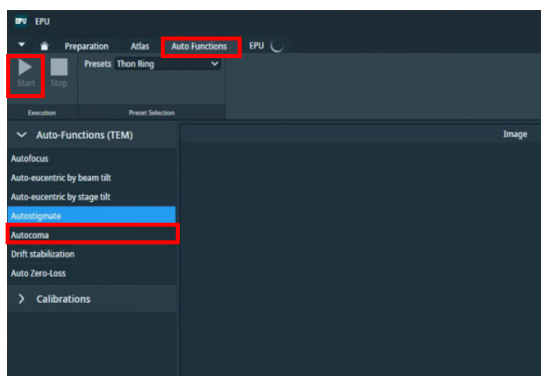 EPU EPU
Preparation Atlas Auto Functions EPU
Presets Thon Ring
Start Stop
Execution Preset Selection
Auto-Functions (TEM) Image
Autofocus
Auto-eucentric by beam tilt
Auto-eucentric by stage tilt
Autostigmate
Autocoma
Drift stabilization
Auto Zero-Loss
Calibrations